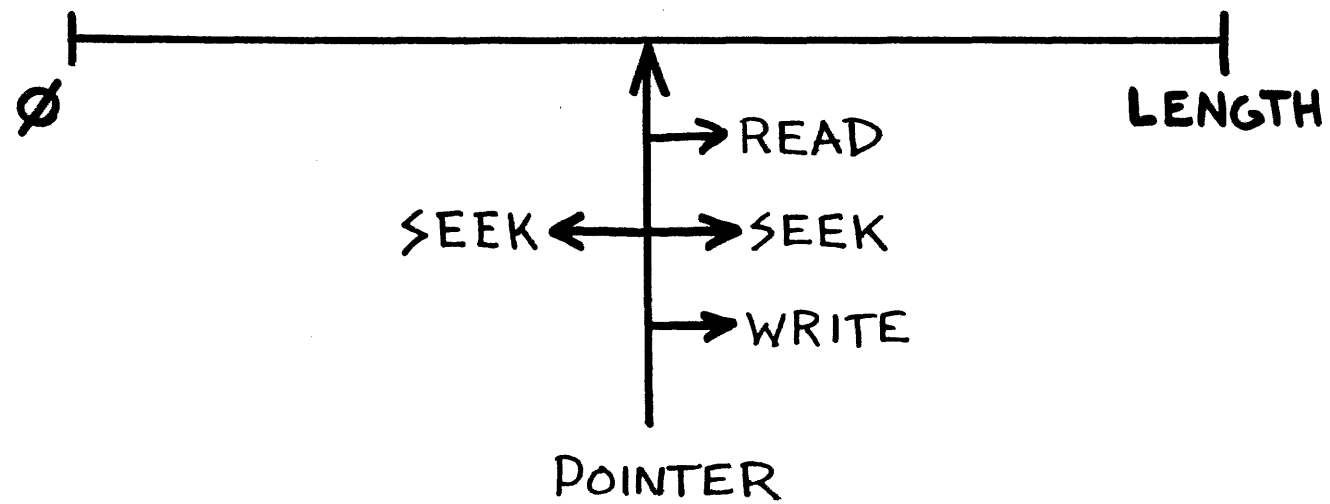 Ø LENGTH
READ
SEEK SEEK
WRITE
POINTER